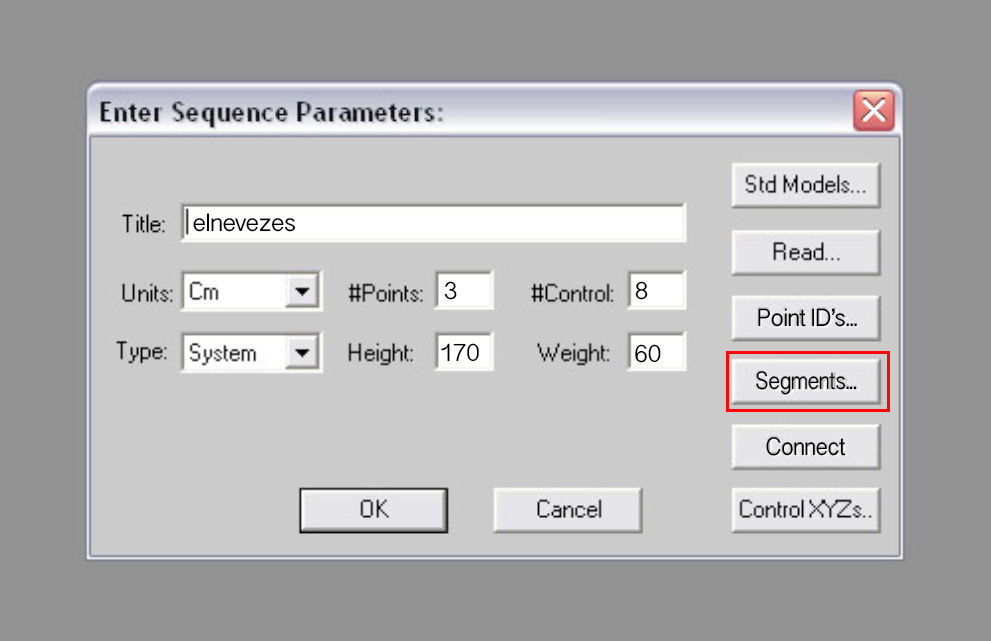 Enter Sequence Parameters:
Std Models...
Title: elnevezes
Read...
Units: Cm #Points: 3 #Control: 8
Point ID's...
Type: System Height: 170 Weight: 60
Segments...
Connect
OK Cancel Control XYZs..